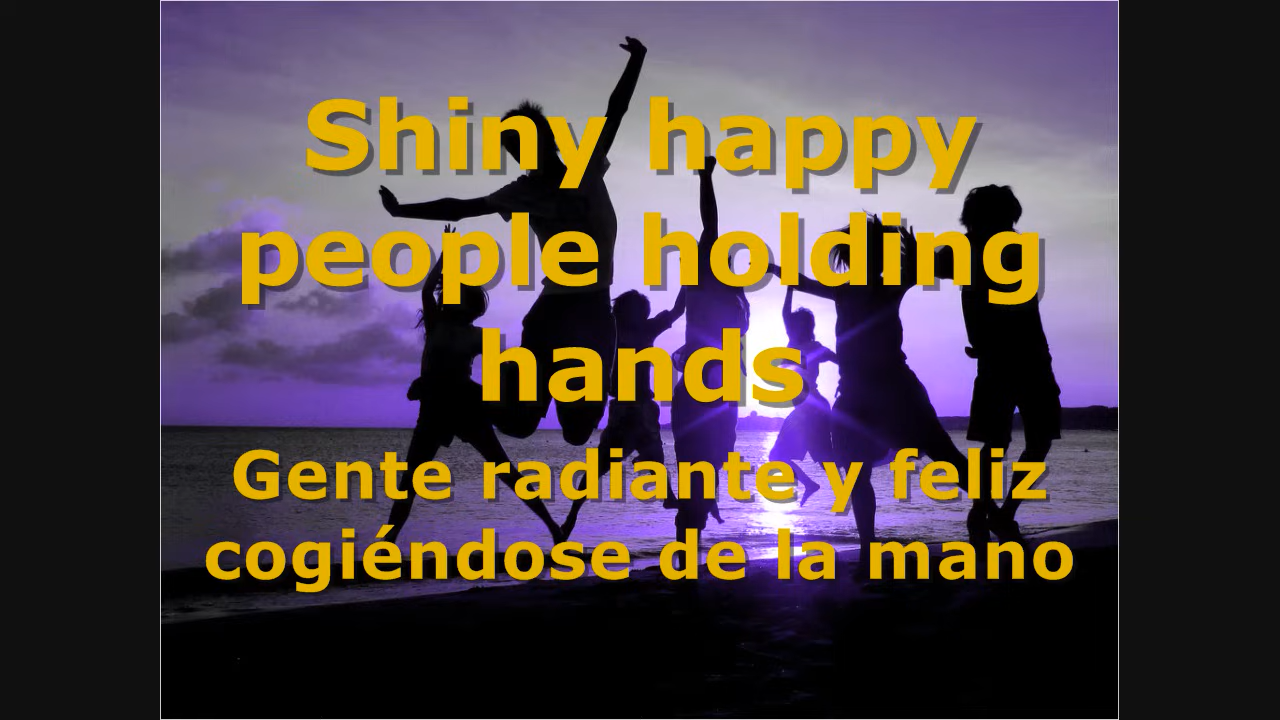 Shiny happy
people holding
hands
Gente radiante y feliz
cogiéndose de la mano